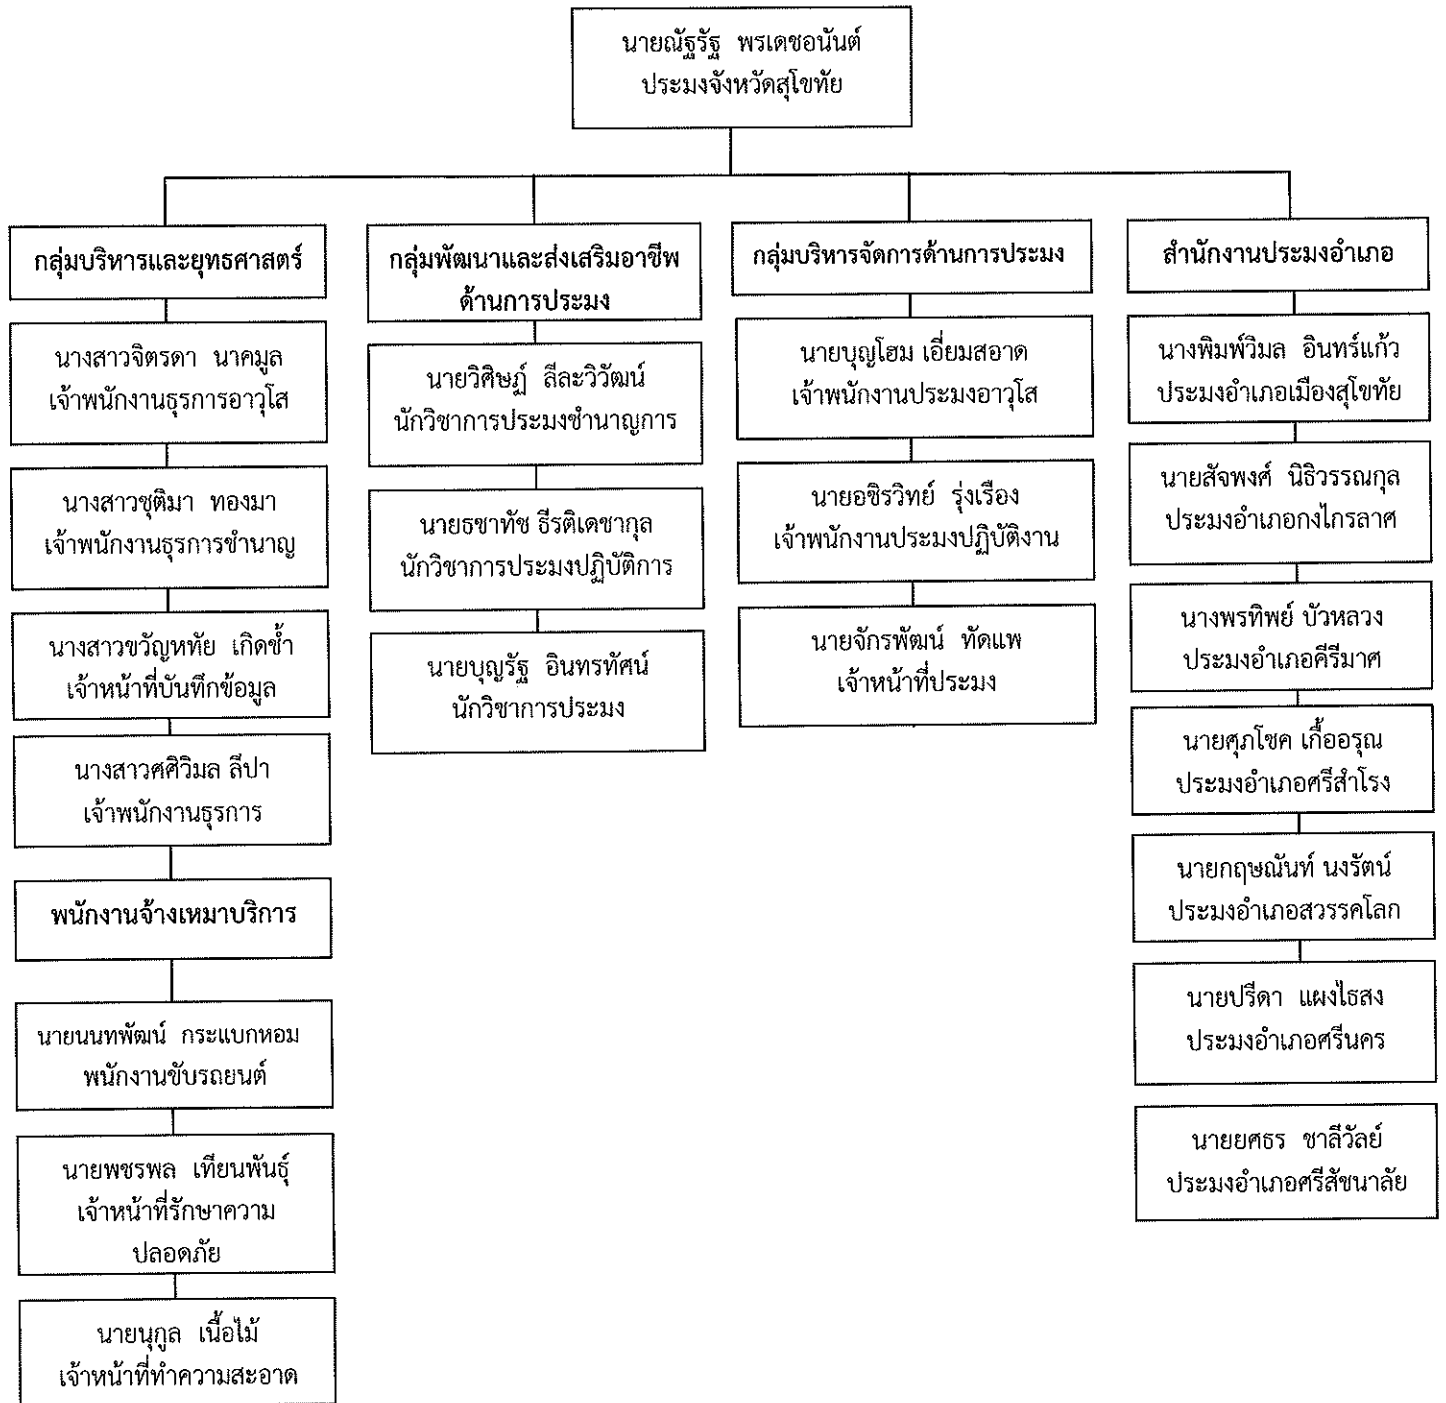 นายณัฐรัฐ พรเดชอนันต์
ประมงจังหวัดสุโขทัย
กลุ่มบริหารและยุทธศาสตร์
นางสาวจิตรดา นาคมูล
เจ้าพนักงานธุรการอาวุโส
นางสาวชุติมา ทองมา
เจ้าพนักงานธุรการชำนาญ
นางสาวขวัญหทัย เกิดซ้ำ
เจ้าหน้าที่บันทึกข้อมูล
นางสาวศศิวิมล ลีปา
เจ้าพนักงานธุรการ
พนักงานจ้างเหมาบริการ
นายนนทพัฒน์ กระแบกหอม
พนักงานขับรถยนต์
นายพชรพล เทียนพันธุ์
เจ้าหน้าที่รักษาความ
ปลอดภัย
นายนุกูล เนื้อไม้
เจ้าหน้าที่ทำความสะอาด
กลุ่มพัฒนาและส่งเสริมอาชีพ
ด้านการประมง
นายวิศิษฏ์ ลีละวิวัฒน์
นักวิชาการประมงชำนาญการ
นายธชาทัช ธีรติเดชากุล
นักวิชาการประมงปฏิบัติการ
นายบุญรัฐ อินทรทัศน์
นักวิชาการประมง
กลุ่มบริหารจัดการด้านการประมง
นายบุญโฮม เอี่ยมสอาด
เจ้าพนักงานประมงอาวุโส
นายอชิรวิทย์ รุ่งเรือง
เจ้าพนักงานประมงปฏิบัติงาน
นายจักรพัฒน์ ทัดแพ
เจ้าหน้าที่ประมง
สำนักงานประมงอำเภอ
นางพิมพ์วิมล อินทร์แก้ว
ประมงอำเภอเมืองสุโขทัย
นายสัจพงศ์ นิธิวรรณกุล
ประมงอำเภอกงไกรลาศ
นางพรทิพย์ บัวหลวง
ประมงอำเภอคีรีมาศ
นายศุภโชค เกื้ออรุณ
ประมงอำเภอศรีสำโรง
นายกฤษณันท์ นงรัตน์
ประมงอำเภอสวรรคโลก
นายปรีดา แผงไธสง
ประมงอำเภอศรีนคร
นายยศธร ชาลีวัลย์
ประมงอำเภอศรีสัชนาลัย